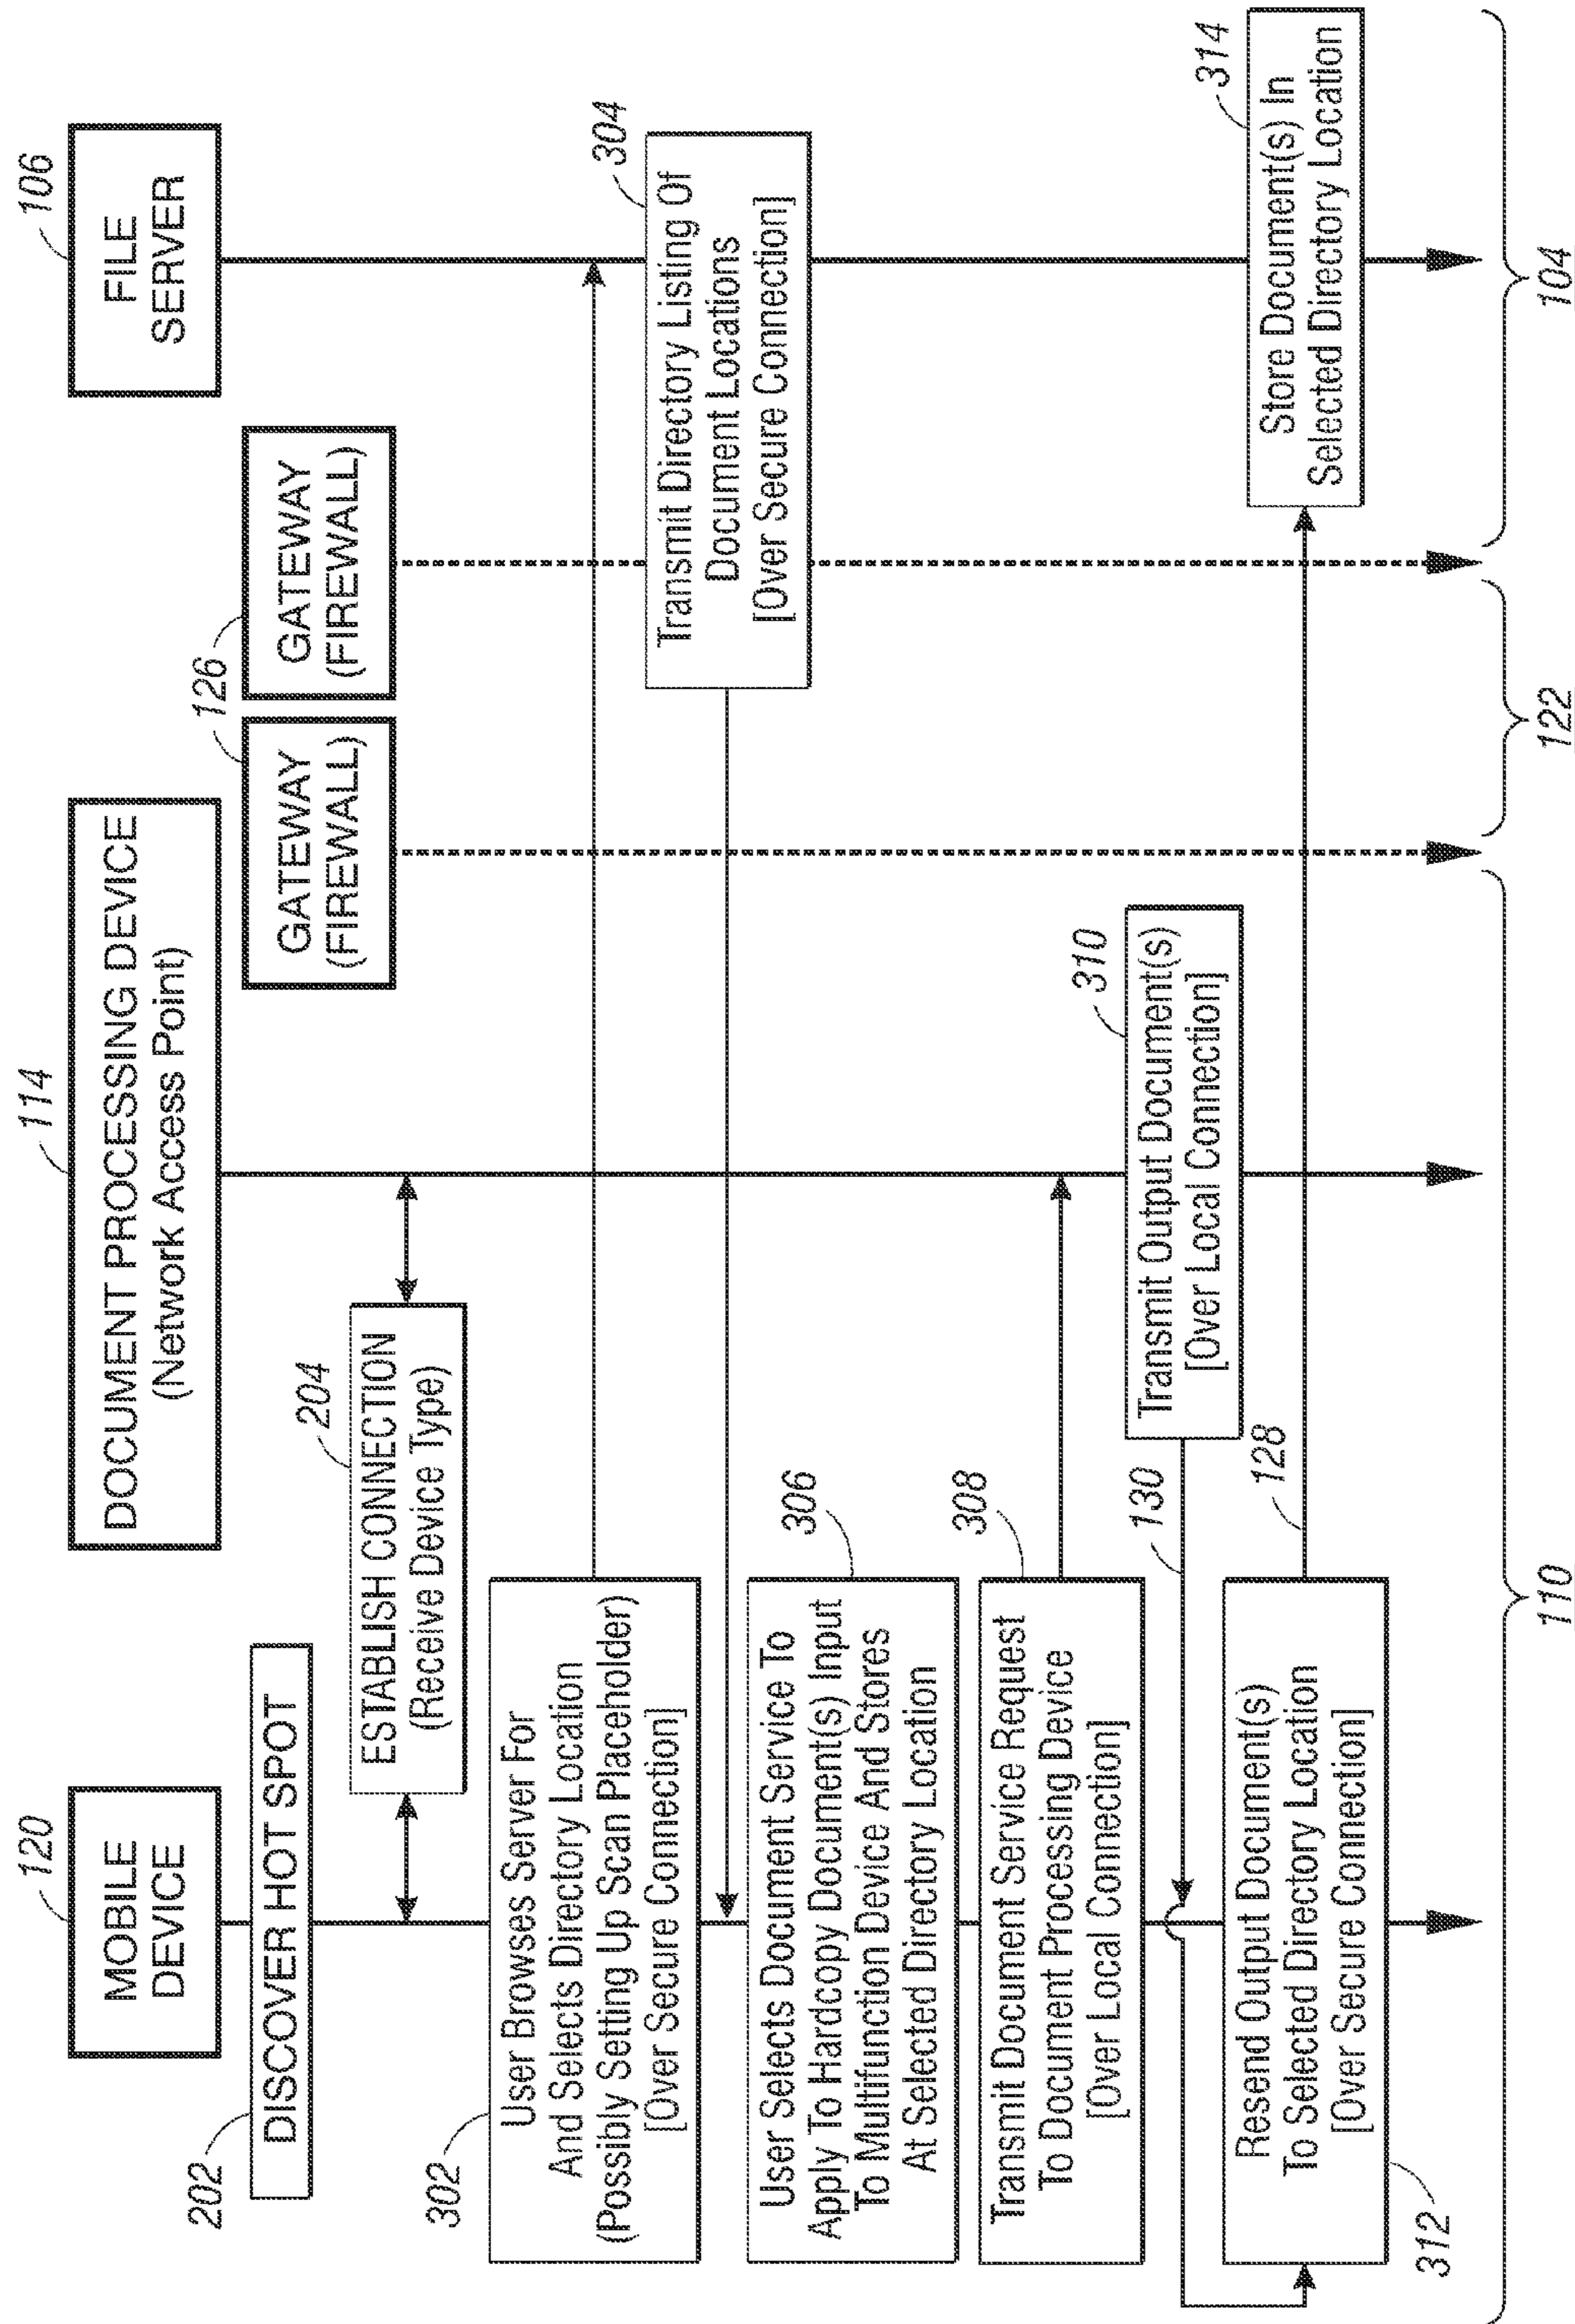 120
MOBILE
DEVICE
114
DOCUMENT PROCESSING DEVICE
(Network Access Point)
106
FILE
SERVER
126
GATEWAY
(FIREWALL)
GATEWAY
(FIREWALL)
202
DISCOVER HOT SPOT
204
ESTABLISH CONNECTION
(Receive Device Type)
302
User Browses Server For
And Selects Directory Location
(Possibly Setting Up Scan Placeholder)
[Over Secure Connection]
304
Transmit Directory Listing Of
Document Locations
[Over Secure Connection]
306
User Selects Document Service To
Apply To Hardcopy Document(s) Input
To Multifunction Device And Stores
At Selected Directory Location
308
Transmit Document Service Request
To Document Processing Device
[Over Local Connection]
310
Transmit Output Document(s)
[Over Local Connection]
130
312
Resend Output Document(s)
To Selected Directory Location
[Over Secure Connection]
128
314
Store Document(s) In
Selected Directory Location
110
122
104